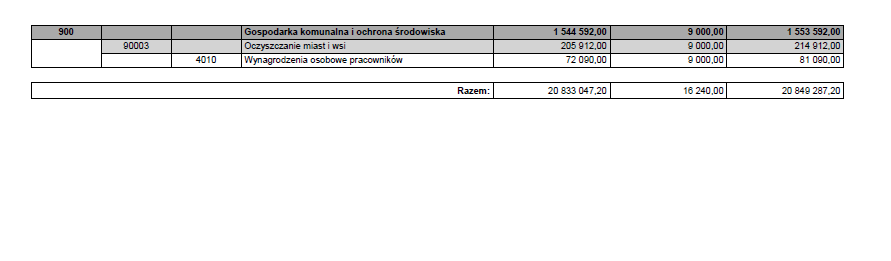 900 Gospodarka komunalna i ochrona środowiska 1 544 592,00 9 000,00 1 553 592,00
90003 Oczyszczanie miast i wsi 205 912,00 9 000,00 214 912,00
4010 Wynagrodzenia osobowe pracowników 72 090,00 9 000,00 81 090,00
Razem: 20 833 047,20 16 240,00 20 849 287,20